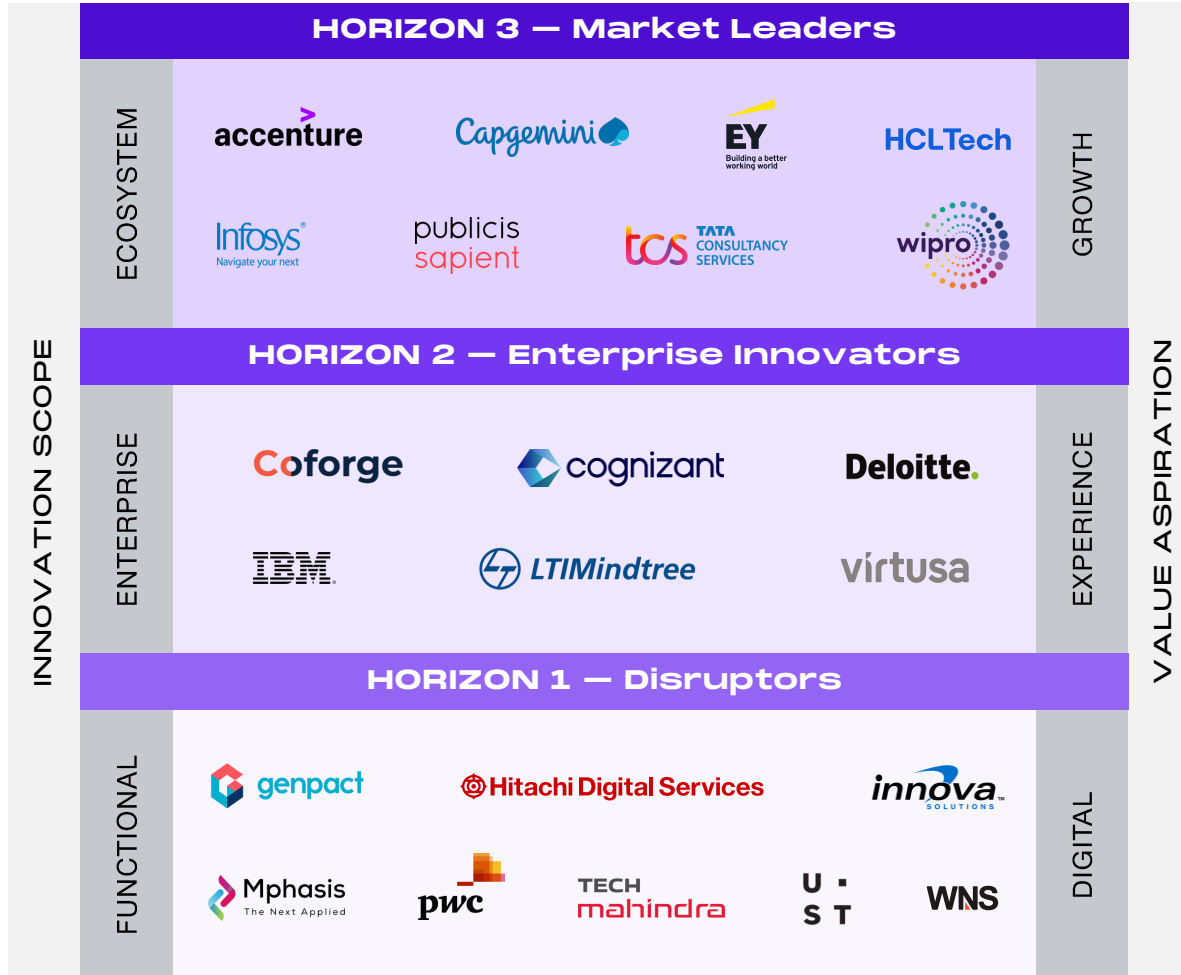 HORIZON 3 — Market Leaders
INNOVATION SCOPE
VALUE ASPIRATION
ECOSYSTEM
GROWTH
accenture
Capgemini
EY
Building a better
working world
HCLTech
Infosys®
Navigate your next
publicis
sapient
tcs
TATA
CONSULTANCY
SERVICES
wipro
HORIZON 2 — Enterprise Innovators
ENTERPRISE
EXPERIENCE
Coforge
cognizant
Deloitte.
IBM®
LTIMindtree
vírtusa
HORIZON 1 — Disruptors
FUNCTIONAL
DIGITAL
genpact
Hitachi Digital Services
innova™
SOLUTIONS
Mphasis
The Next Applied
pwc
TECH
mahindra
U ·
S T
WNS